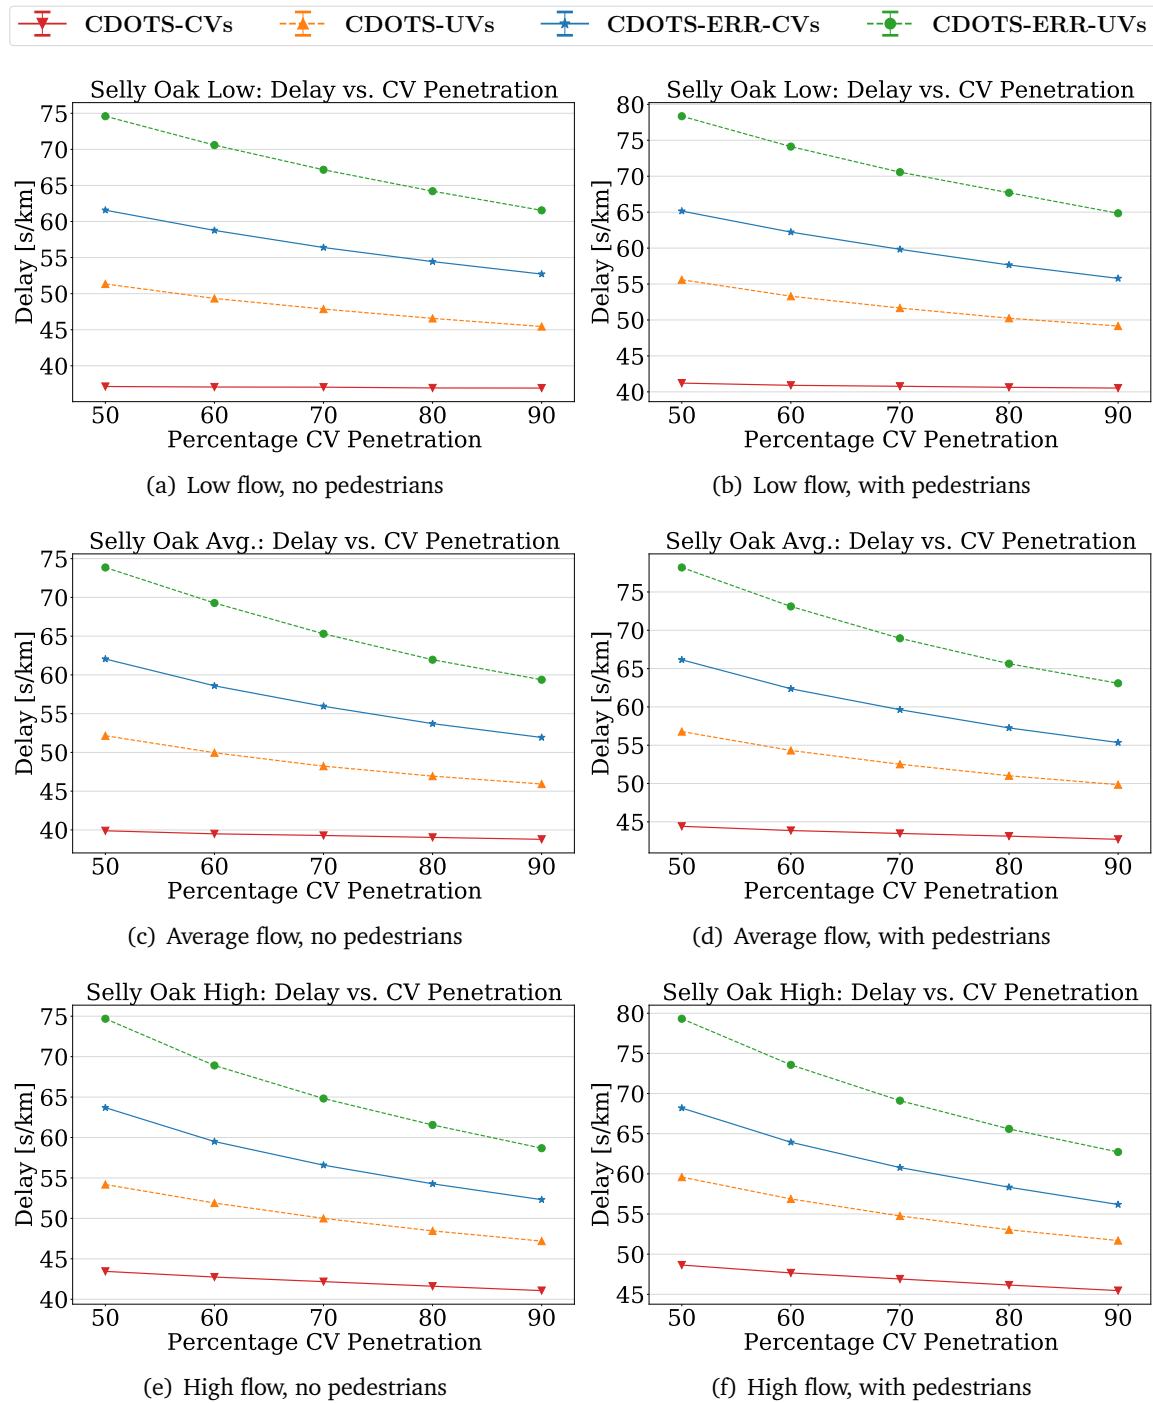 CDOTS-CVs CDOTS-UVs CDOTS-ERR-CVs CDOTS-ERR-UVs
Selly Oak Low: Delay vs. CV Penetration
Delay [s/km]
75
70
65
60
55
50
45
40
50 60 70 80 90
Percentage CV Penetration
(a) Low flow, no pedestrians
Selly Oak Low: Delay vs. CV Penetration
Delay [s/km]
80
75
70
65
60
55
50
45
40
50 60 70 80 90
Percentage CV Penetration
(b) Low flow, with pedestrians
Selly Oak Avg.: Delay vs. CV Penetration
Delay [s/km]
75
70
65
60
55
50
45
40
50 60 70 80 90
Percentage CV Penetration
(c) Average flow, no pedestrians
Selly Oak Avg.: Delay vs. CV Penetration
Delay [s/km]
75
70
65
60
55
50
45
50 60 70 80 90
Percentage CV Penetration
(d) Average flow, with pedestrians
Selly Oak High: Delay vs. CV Penetration
Delay [s/km]
75
70
65
60
55
50
45
40
50 60 70 80 90
Percentage CV Penetration
(e) High flow, no pedestrians
Selly Oak High: Delay vs. CV Penetration
Delay [s/km]
80
75
70
65
60
55
50
45
50 60 70 80 90
Percentage CV Penetration
(f) High flow, with pedestrians